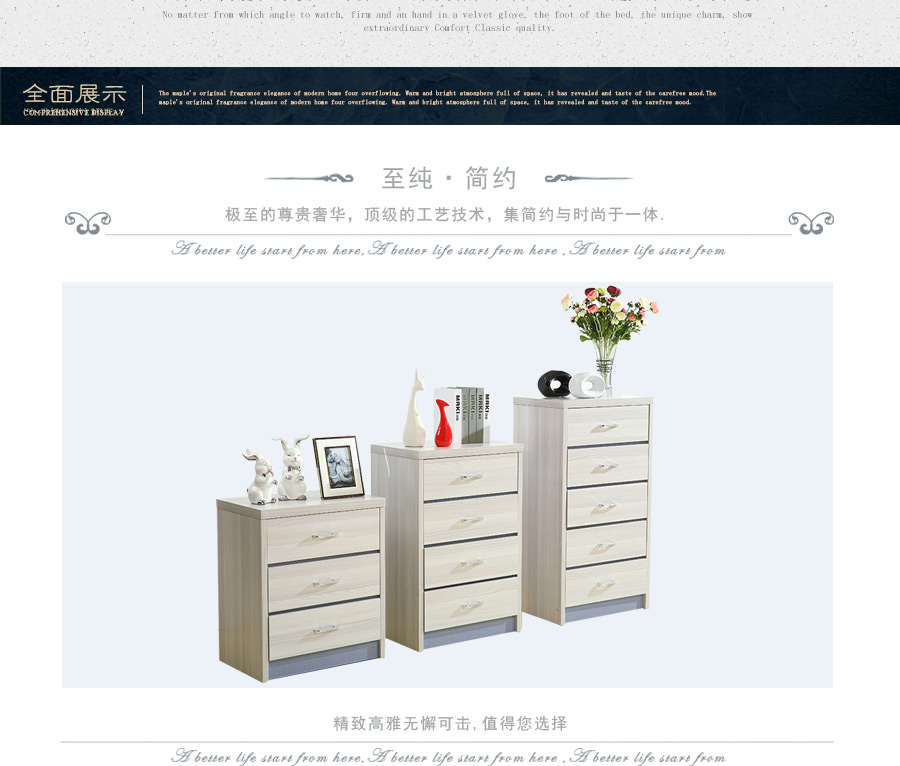 No matter from which angle to watch, firm and an hand in a velvet glove, the foot of the bed, the unique charm, show
extraordinary Comfort Classic quality.
全面展示
COMPREHENSIVE DISPLAY
The maple's original fragrance elegance of modern home four overflowing. Warm and bright atmosphere full of space, it has revealed and taste of the carefree mood.The
maple's original fragrance elegance of modern home four overflowing. Warm and bright atmosphere full of space, it has revealed and taste of the carefree mood.
至纯·简约
极至的尊贵奢华，顶级的工艺技术，集简约与时尚于一体.
A better life start from here.A better life start from here .A better life start from
精致高雅无懈可击,值得您选择
A better life start from here.A better life start from here .A better life start from